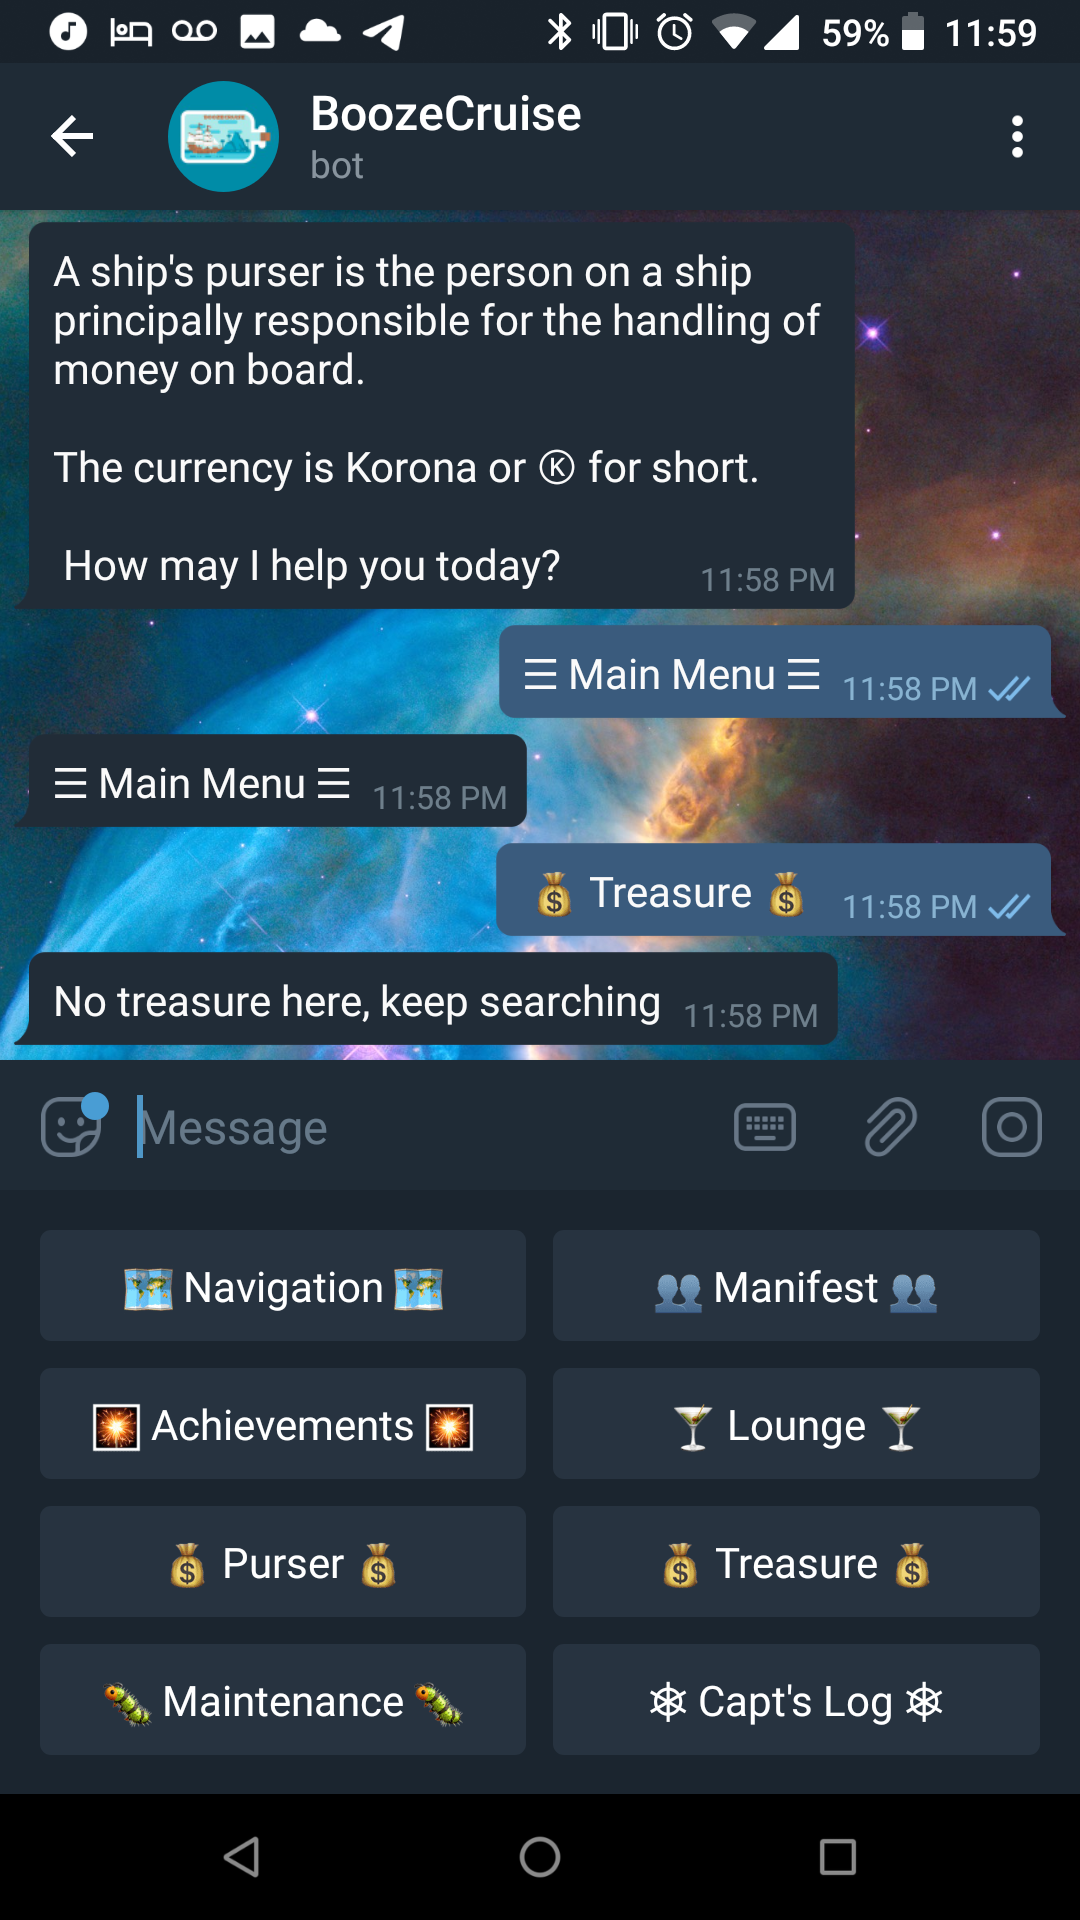 59% 11:59
BoozeCruise
bot
A ship's purser is the person on a ship
principally responsible for the handling of
money on board.
The currency is Korona or Ⓚ for short.
How may I help you today?
11:58 PM
☰ Main Menu ☰ 11:58 PM
☰ Main Menu ☰ 11:58 PM
💰 Treasure 💰 11:58 PM
No treasure here, keep searching 11:58 PM
Message
🗺 Navigation 🗺
👥 Manifest 👥
🎇 Achievements 🎇
🍸 Lounge 🍸
💰 Purser 💰
💰 Treasure 💰
🐛 Maintenance 🐛
⎈ Capt's Log ⎈